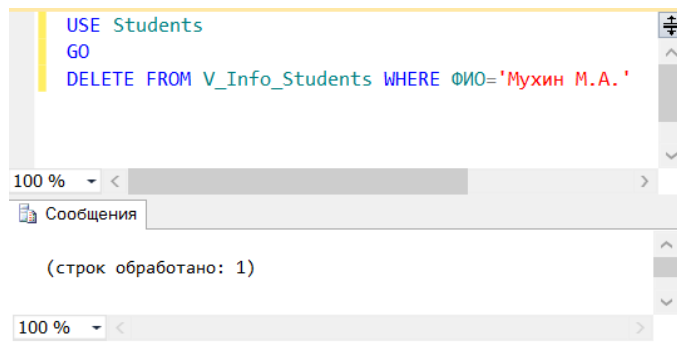 USE Students
GO
DELETE FROM V_Info_Students WHERE ФИО='Мухин М.А.'
100 %
Сообщения
(строк обработано: 1)
100 %